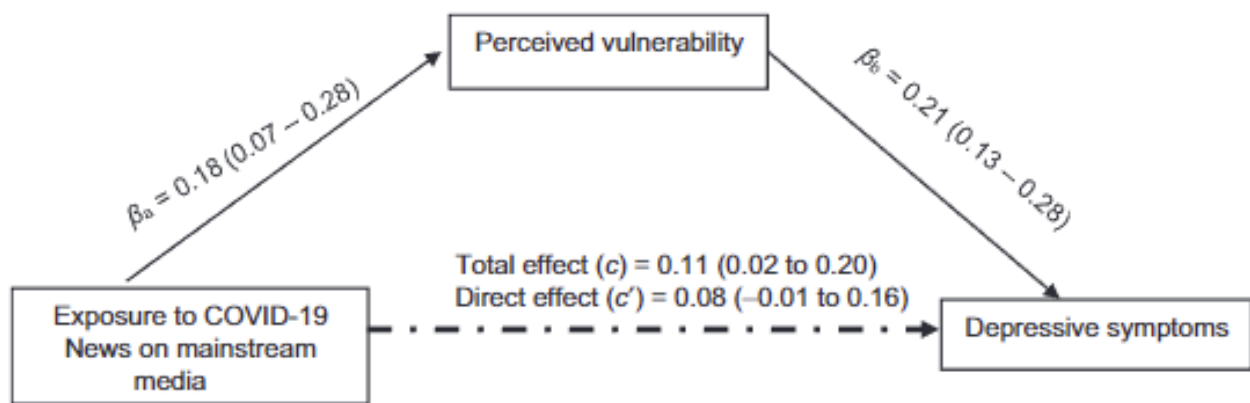 Perceived vulnerability
βₐ = 0.18 (0.07 – 0.28)
β_b = 0.21 (0.13 – 0.28)
Total effect (c) = 0.11 (0.02 to 0.20)
Direct effect (c′) = 0.08 (–0.01 to 0.16)
Exposure to COVID-19
News on mainstream
media
Depressive symptoms